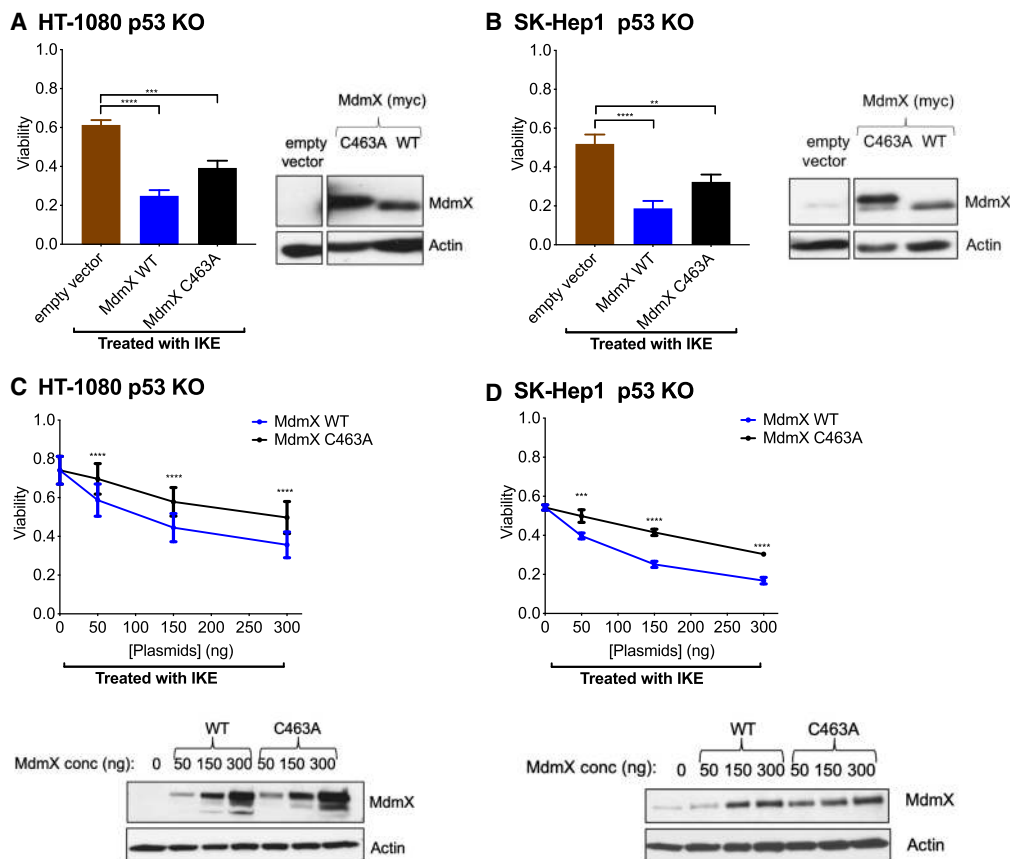 A HT-1080 p53 KO
1.0
0.8
0.6
0.4
0.2
0.0
Viability
***
****
empty vector
MdmX WT
MdmX C463A
Treated with IKE
MdmX (myc)
empty vector
C463A WT
MdmX
Actin
B SK-Hep1 p53 KO
1.0
0.8
0.6
0.4
0.2
0.0
Viability
**
****
empty vector
MdmX WT
MdmX C463A
Treated with IKE
MdmX (myc)
empty
vector
C463A WT
MdmX
Actin
C HT-1080 p53 KO
MdmX WT
MdmX C463A
1.0
0.8
0.6
0.4
0.2
0.0
Viability
****
****
****
0 50 100 150 200 250 300
[Plasmids] (ng)
Treated with IKE
WT C463A
MdmX conc (ng): 0 50 150 300 50 150 300
MdmX
Actin
D SK-Hep1 p53 KO
MdmX WT
MdmX C463A
1.0
0.8
0.6
0.4
0.2
0.0
Viability
***
****
****
0 50 100 150 200 250 300
[Plasmids] (ng)
Treated with IKE
WT C463A
MdmX conc (ng): 0 50 150 300 50 150 300
MdmX
Actin